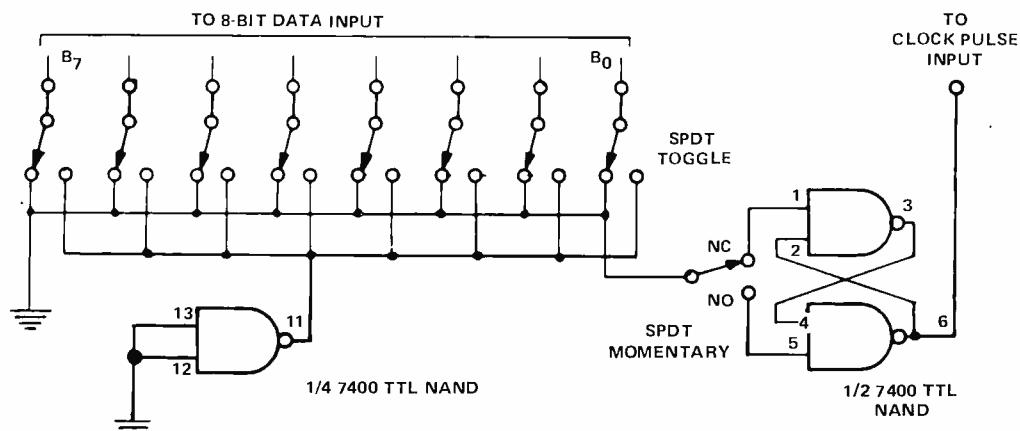 TO 8-BIT DATA INPUT
B7
B0
TO
CLOCK PULSE
INPUT
SPDT
TOGGLE
1
2
3
NC
NO
4
5
6
SPDT
MOMENTARY
13
12
11
1/4 7400 TTL NAND
1/2 7400 TTL
NAND